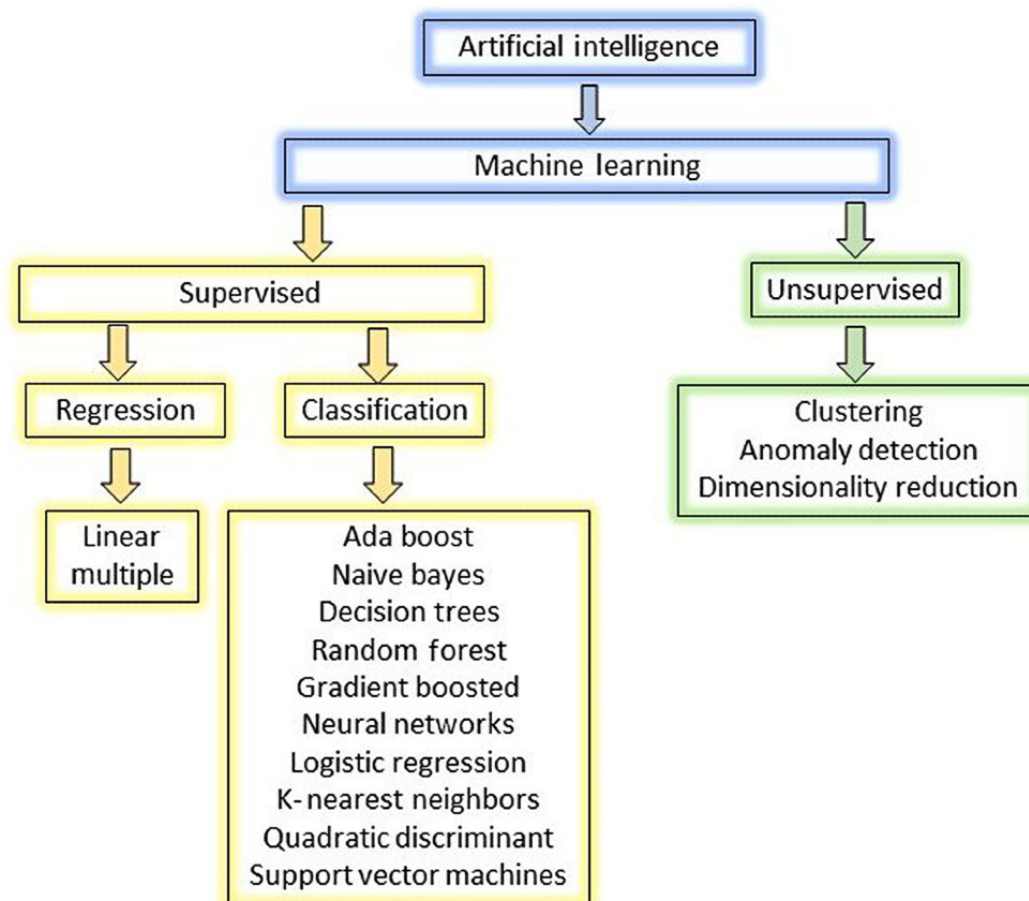 Artificial intelligence
Machine learning
Supervised
Unsupervised
Regression
Classification
Clustering
Anomaly detection
Dimensionality reduction
Linear
multiple
Ada boost
Naive bayes
Decision trees
Random forest
Gradient boosted
Neural networks
Logistic regression
K-nearest neighbors
Quadratic discriminant
Support vector machines